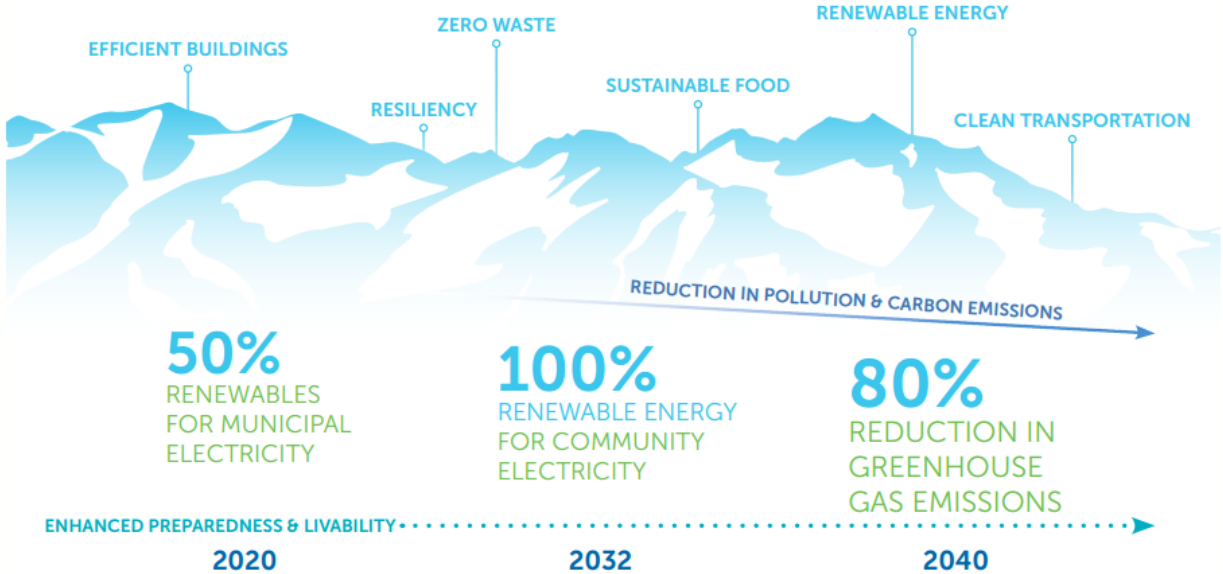 RENEWABLE ENERGY
ZERO WASTE
EFFICIENT BUILDINGS
SUSTAINABLE FOOD
RESILIENCY
CLEAN TRANSPORTATION
REDUCTION IN POLLUTION & CARBON EMISSIONS
50%
RENEWABLES
FOR MUNICIPAL
ELECTRICITY
100%
RENEWABLE ENERGY
FOR COMMUNITY
ELECTRICITY
80%
REDUCTION IN
GREENHOUSE
GAS EMISSIONS
ENHANCED PREPAREDNESS & LIVABILITY
2020
2032
2040